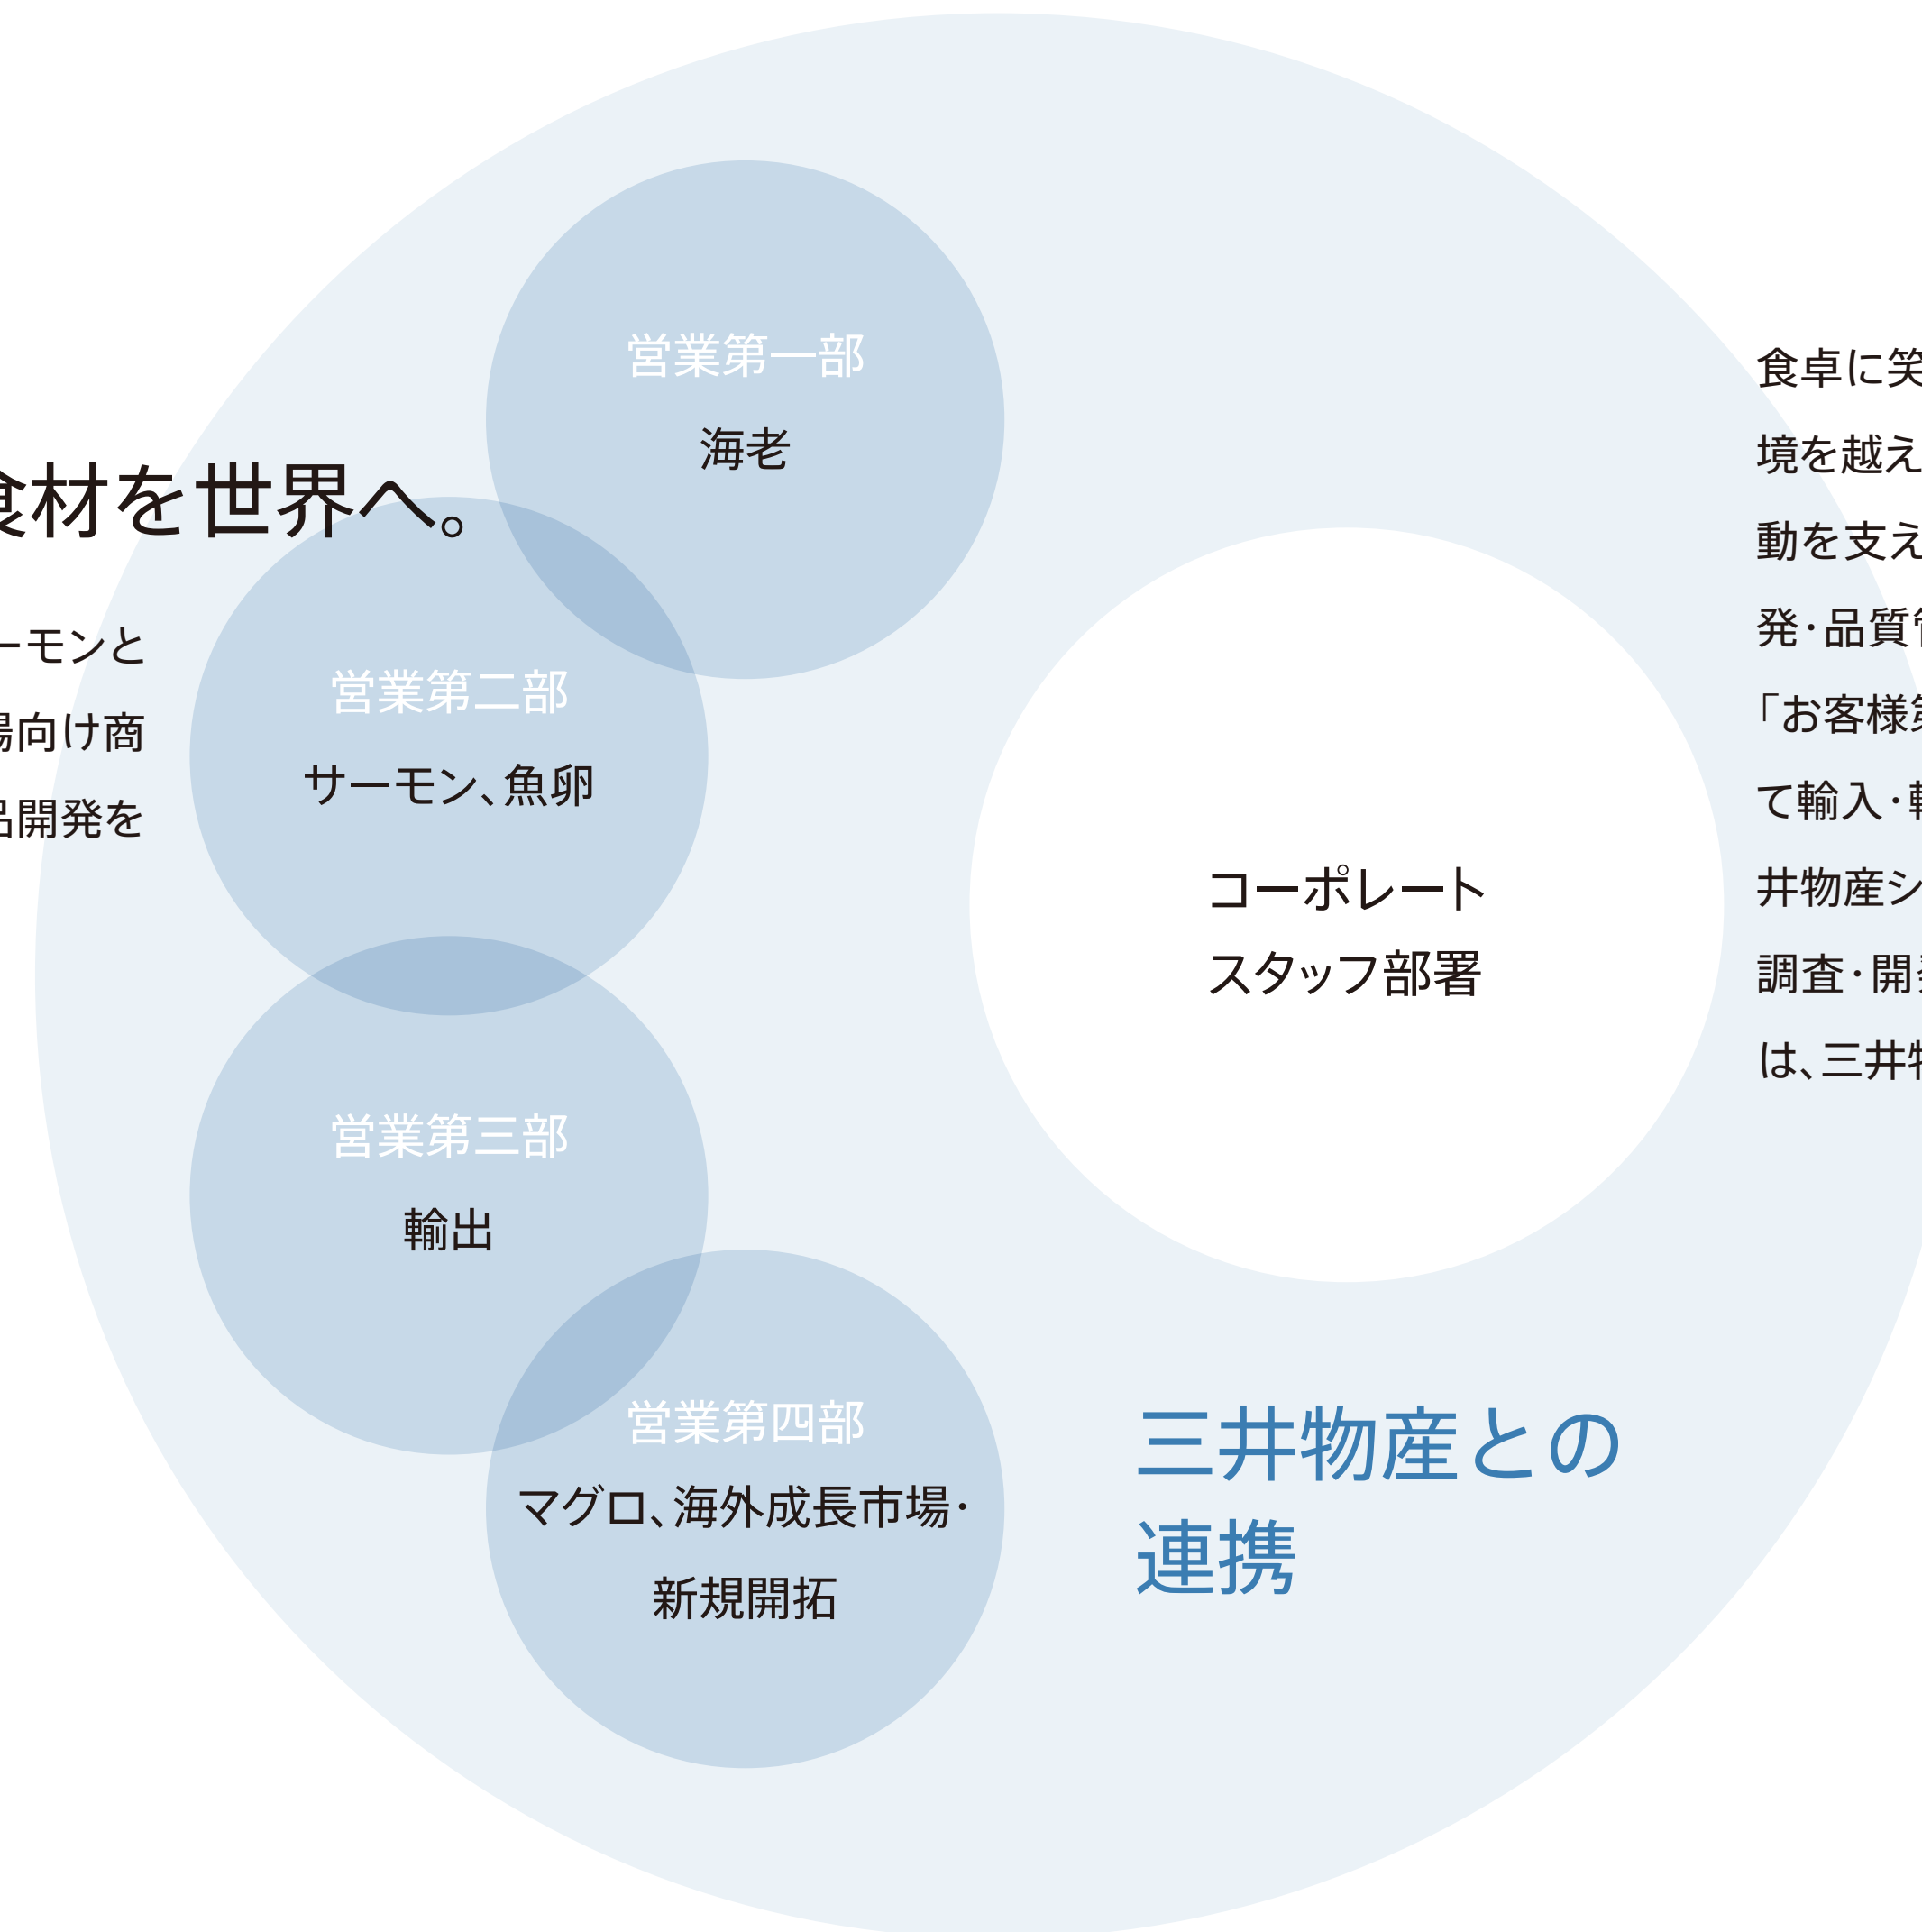 食材を世界へ。
ーモンと
場向け商
品開発を
営業第一部
海老
営業第二部
サーモン、魚卵
営業第三部
輸出
営業第四部
マグロ、海外成長市場・
新規開拓
コーポレート
スタッフ部署
三井物産との
連携
食卓に笑
境を越え
動を支え
発・品質管
「お客様
て輸入・
井物産シ
調査・開
は、三井物